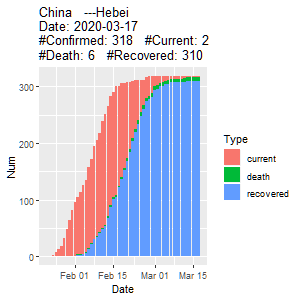 China   ---Hebei
Date: 2020-03-17
#Confirmed: 318   #Current: 2
#Death: 6   #Recovered: 310
Num
300
200
100
0
Feb 01 Feb 15 Mar 01 Mar 15
Date
Type
current
death
recovered